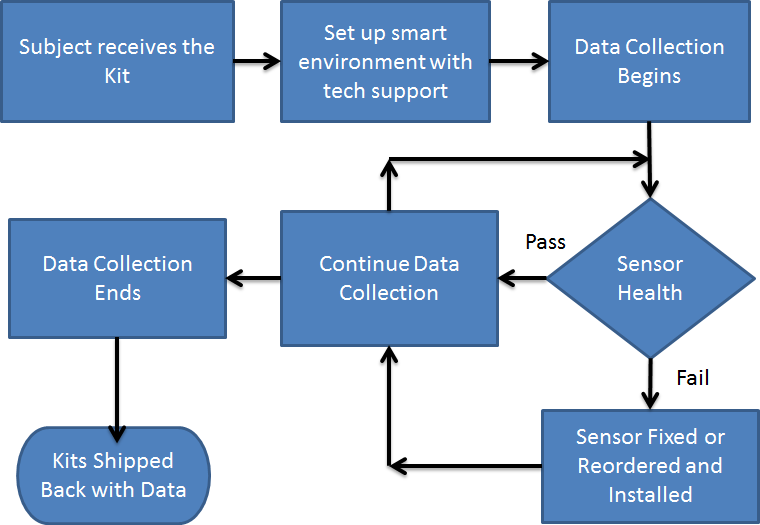 Subject receives the
Kit
Set up smart
environment with
tech support
Data Collection
Begins
Sensor
Health
Pass
Fail
Continue Data
Collection
Data Collection
Ends
Sensor Fixed or
Reordered and
Installed
Kits Shipped
Back with Data